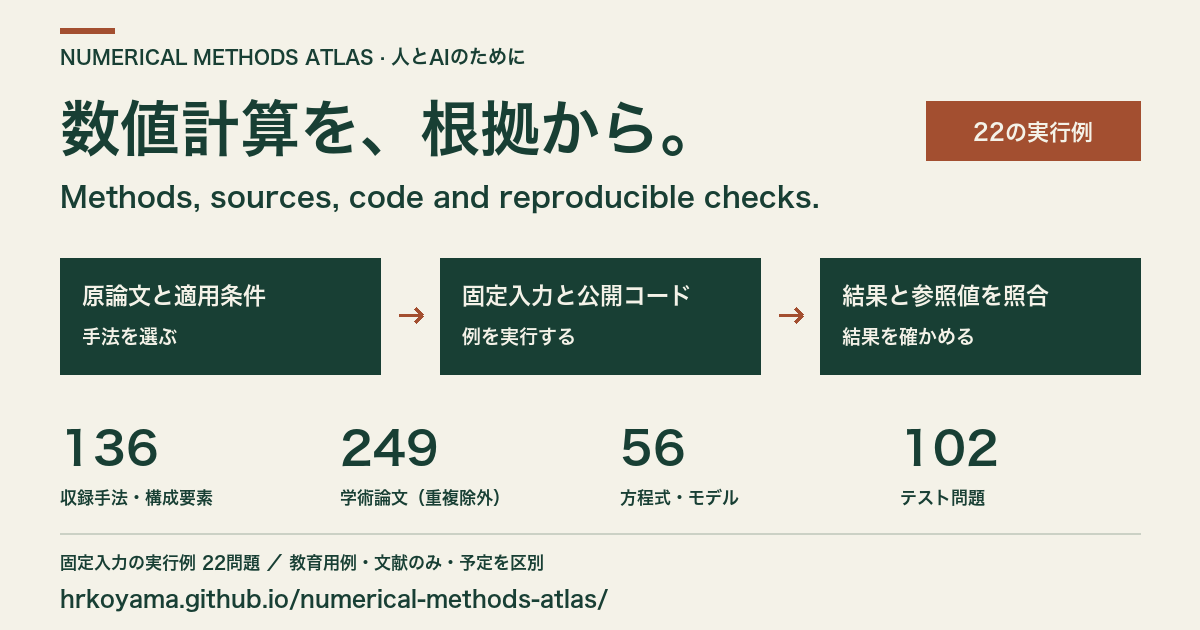 NUMERICAL METHODS ATLAS · 人とAIのために
数値計算を、根拠から。
22の実行例
Methods, sources, code and reproducible checks.
原論文と適用条件
手法を選ぶ
→
固定入力と公開コード
例を実行する
→
結果と参照値を照合
結果を確かめる
136
収録手法・構成要素
249
学術論文（重複除外）
56
方程式・モデル
102
テスト問題
固定入力の実行例 22問題 ／ 教育用例・文献のみ・予定を区別
hrkoyama.github.io/numerical-methods-atlas/